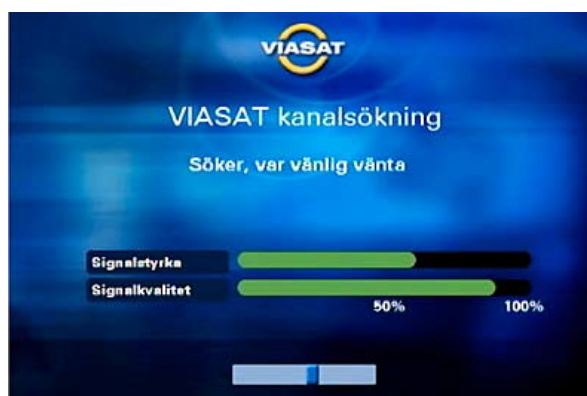 VIASAT
VIASAT kanalsökning
Söker, var vänlig vänta
Signalstyrka
Signalkvalitet
50%
100%